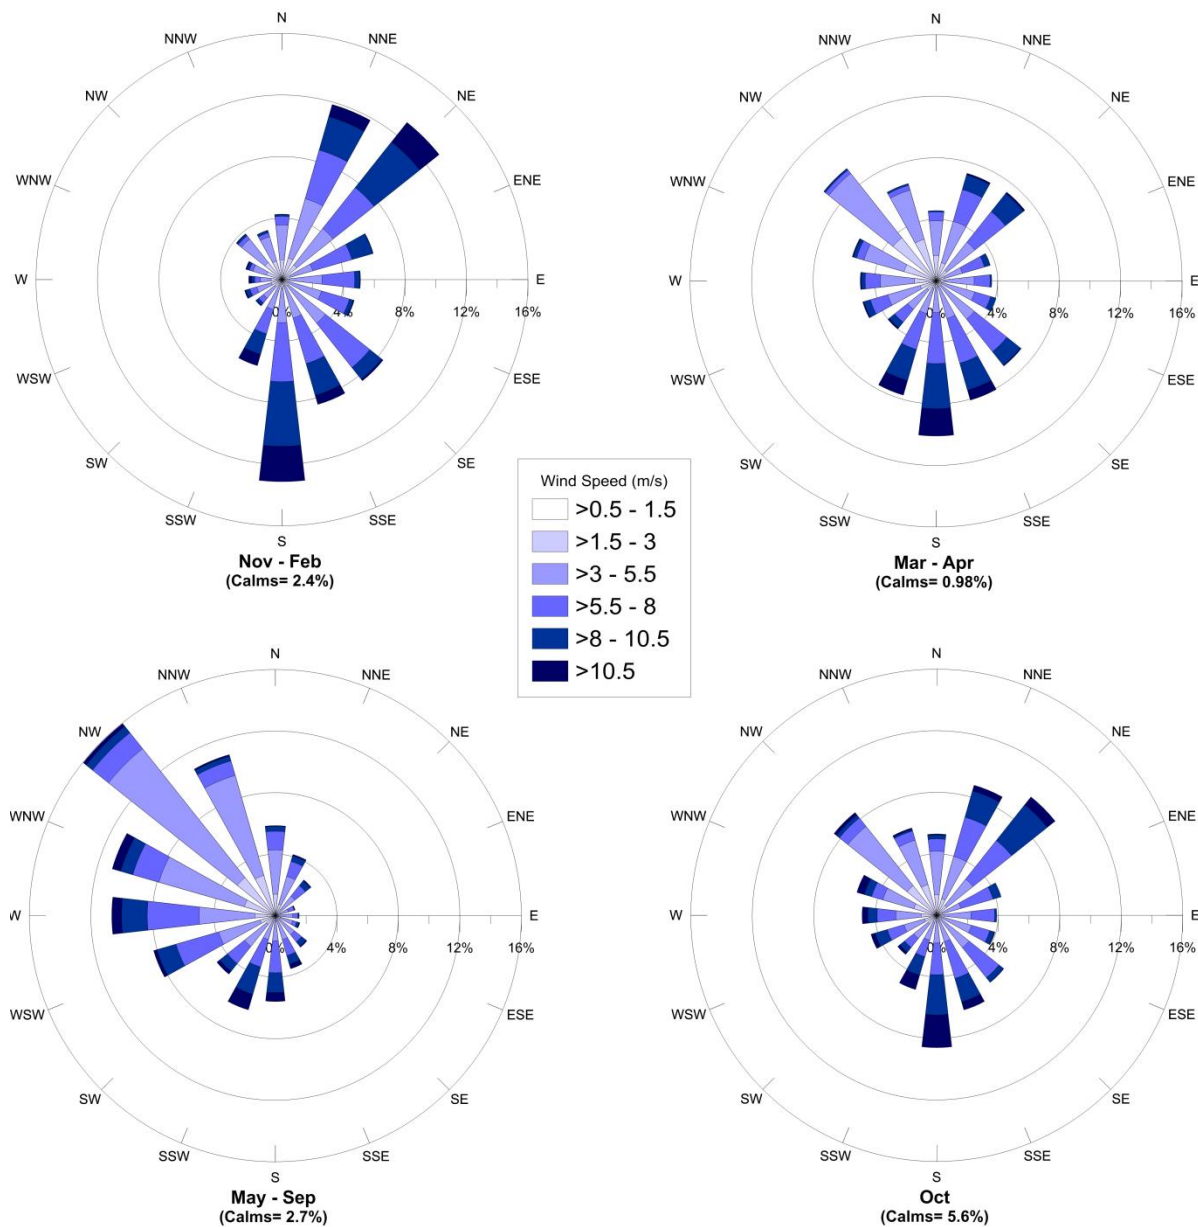 N
NNW
NNE
NW
NE
WNW
ENE
W
E
0%
4%
8%
12%
16%
WSW
ESE
SW
SE
SSW
SSE
S
Nov - Feb
(Calms= 2.4%)
N
NNW
NNE
NW
NE
WNW
ENE
W
E
0%
4%
8%
12%
16%
WSW
ESE
SW
SE
SSW
SSE
S
Mar - Apr
(Calms= 0.98%)
Wind Speed (m/s)
>0.5 - 1.5
>1.5 - 3
>3 - 5.5
>5.5 - 8
>8 - 10.5
>10.5
N
NNW
NNE
NW
NE
WNW
ENE
W
E
0%
4%
8%
12%
16%
WSW
ESE
SW
SE
SSW
SSE
S
May - Sep
(Calms= 2.7%)
N
NNW
NNE
NW
NE
WNW
ENE
W
E
0%
4%
8%
12%
16%
WSW
ESE
SW
SE
SSW
SSE
S
Oct
(Calms= 5.6%)